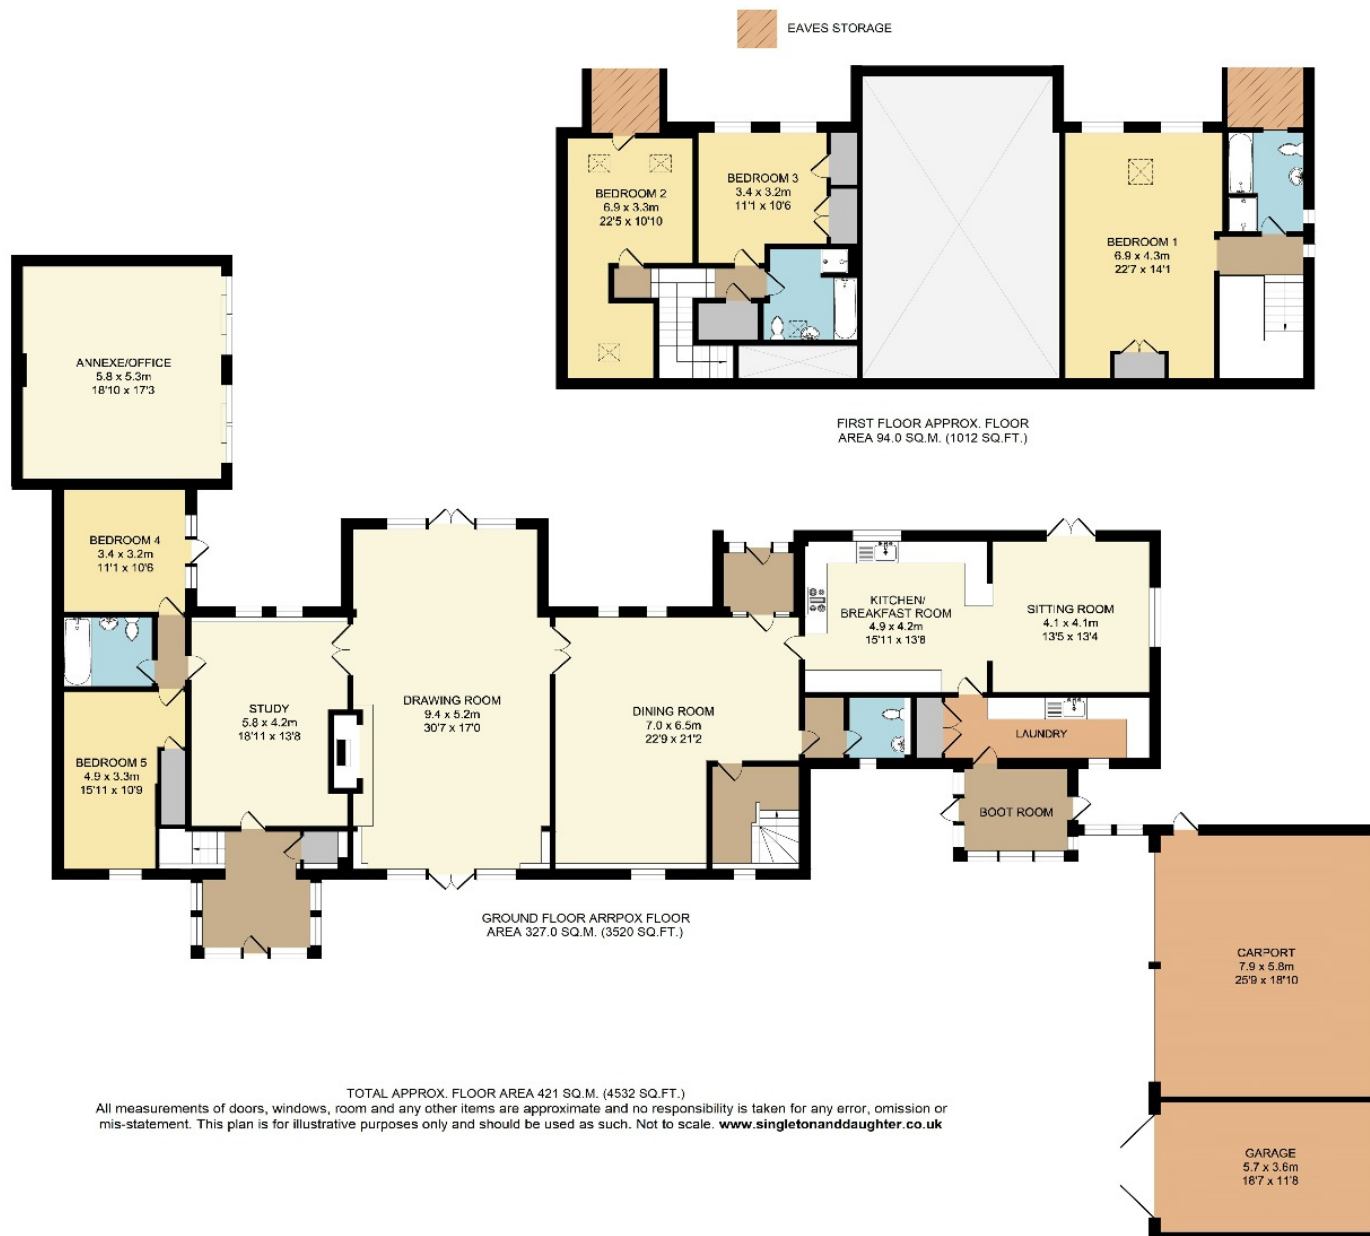 EAVES STORAGE
BEDROOM 2
6.9 x 3.3m
22'5 x 10'10
BEDROOM 3
3.4 x 3.2m
11'1 x 10'6
BEDROOM 1
6.9 x 4.3m
22'7 x 14'1
FIRST FLOOR APPROX. FLOOR
AREA 94.0 SQ.M. (1012 SQ.FT.)
ANNEXE/OFFICE
5.8 x 5.3m
18'10 x 17'3
BEDROOM 4
3.4 x 3.2m
11'1 x 10'6
BEDROOM 5
4.9 x 3.3m
15'11 x 10'9
STUDY
5.8 x 4.2m
18'11 x 13'8
DRAWING ROOM
9.4 x 5.2m
30'7 x 17'0
DINING ROOM
7.0 x 6.5m
22'9 x 21'2
KITCHEN/
BREAKFAST ROOM
4.9 x 4.2m
15'11 x 13'8
SITTING ROOM
4.1 x 4.1m
13'5 x 13'4
LAUNDRY
BOOT ROOM
GROUND FLOOR ARRPOX FLOOR
AREA 327.0 SQ.M. (3520 SQ.FT.)
CARPORT
7.9 x 5.8m
25'9 x 18'10
GARAGE
5.7 x 3.6m
18'7 x 11'8
TOTAL APPROX. FLOOR AREA 421 SQ.M. (4532 SQ.FT.)
All measurements of doors, windows, room and any other items are approximate and no responsibility is taken for any error, omission or
mis-statement. This plan is for illustrative purposes only and should be used as such. Not to scale. www.singletonanddaughter.co.uk